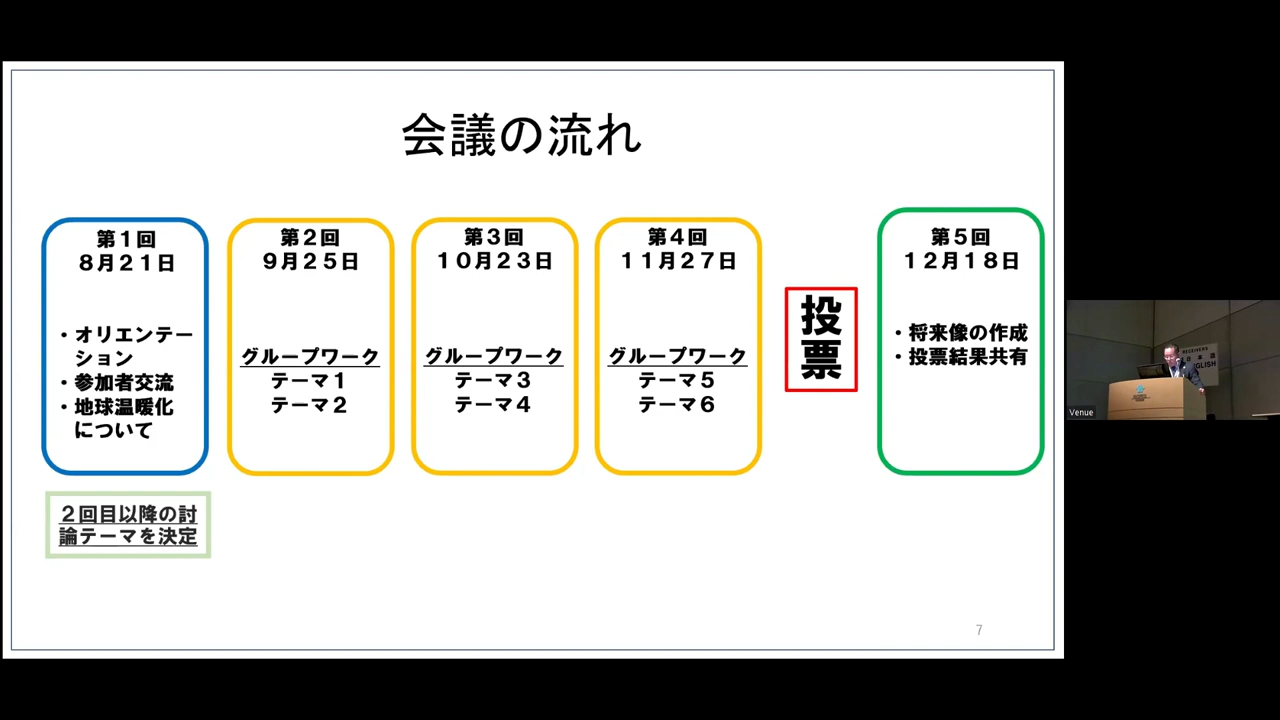 会議の流れ
第１回
８月２１日
・オリエンテー
ション
・参加者交流
・地球温暖化
について
２回目以降の討
論テーマを決定
第２回
９月２５日
グループワーク
テーマ１
テーマ２
第３回
１０月２３日
グループワーク
テーマ３
テーマ４
第４回
１１月２７日
グループワーク
テーマ５
テーマ６
投
票
第５回
１２月１８日
・将来像の作成
・投票結果共有
7
RECEIVERS
日本語
ENGLISH
Venue